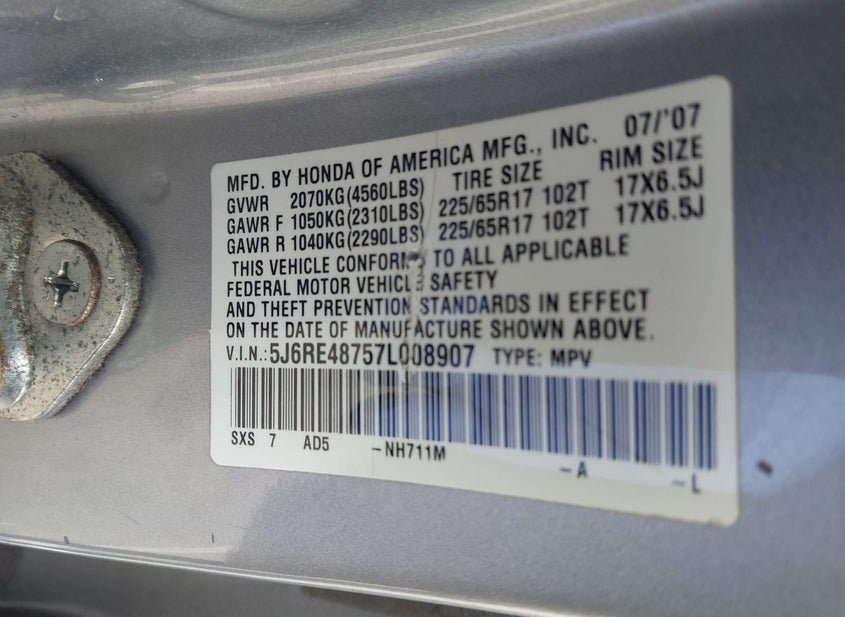 MFD. BY HONDA OF AMERICA MFG., INC. 07/'07
GVWR 2070KG(4560LBS) TIRE SIZE RIM SIZE
GAWR F 1050KG(2310LBS) 225/65R17 102T 17X6.5J
GAWR R 1040KG(2290LBS) 225/65R17 102T 17X6.5J
THIS VEHICLE CONFORMS TO ALL APPLICABLE
FEDERAL MOTOR VEHICLE SAFETY
AND THEFT PREVENTION STANDARDS IN EFFECT
ON THE DATE OF MANUFACTURE SHOWN ABOVE.
V.I.N.: 5J6RE48757L008907 TYPE: MPV
SXS 7 AD5 -NH711M -A -L